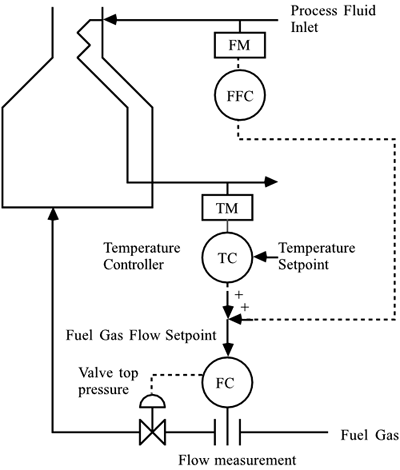 Process Fluid
Inlet
FM
FFC
TM
Temperature
Controller
TC
Temperature
Setpoint
+
+
Fuel Gas Flow Setpoint
Valve top
pressure
FC
Fuel Gas
Flow measurement